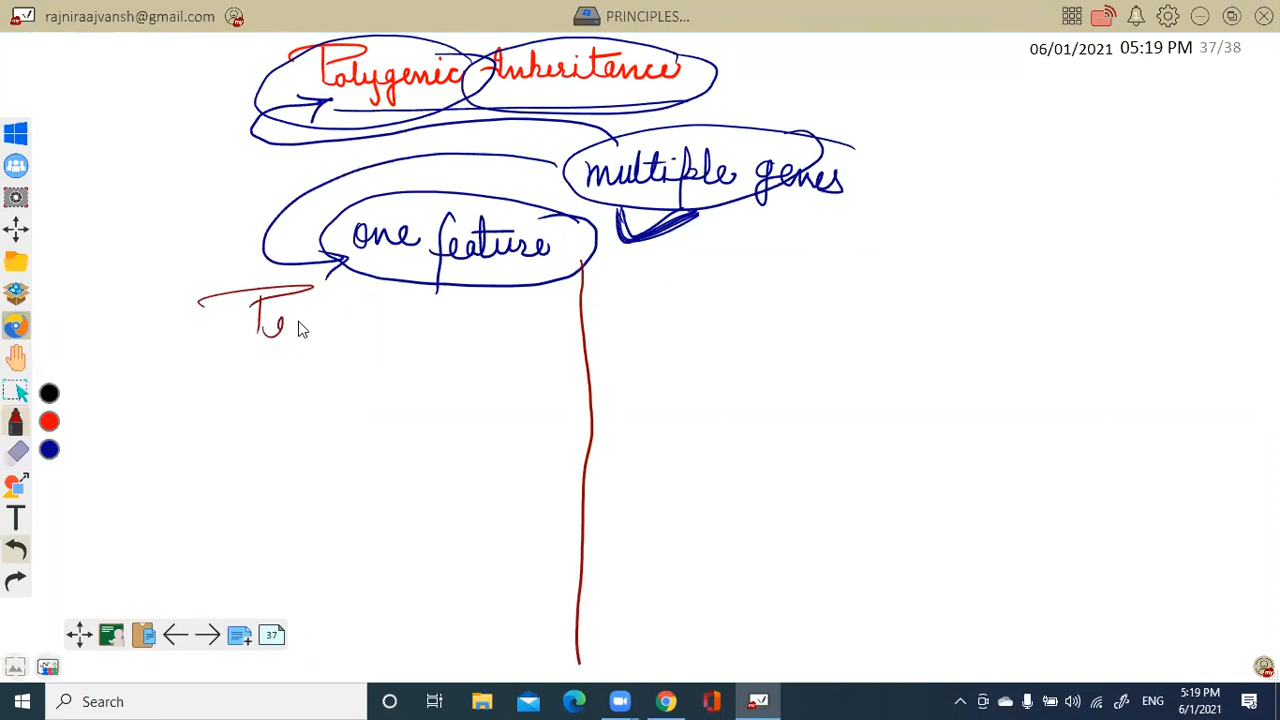 rajniraajvansh@gmail.com
PRINCIPLES...
06/01/2021 05:19 PM 37/38
Polygenic Inheritance
multiple genes
one feature
37
Search
ENG
5:19 PM
6/1/2021